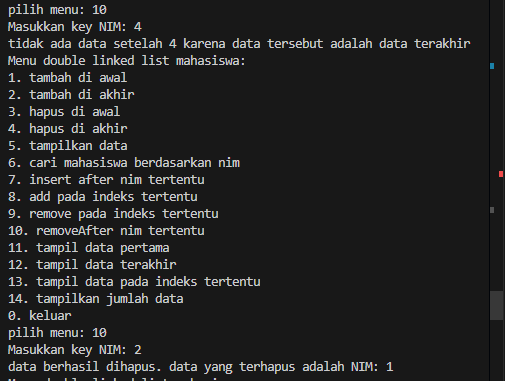 pilih menu: 10
Masukkan key NIM: 4
tidak ada data setelah 4 karena data tersebut adalah data terakhir
Menu double linked list mahasiswa:
1. tambah di awal
2. tambah di akhir
3. hapus di awal
4. hapus di akhir
5. tampilkan data
6. cari mahasiswa berdasarkan nim
7. insert after nim tertentu
8. add pada indeks tertentu
9. remove pada indeks tertentu
10. removeAfter nim tertentu
11. tampil data pertama
12. tampil data terakhir
13. tampil data pada indeks tertentu
14. tampilkan jumlah data
0. keluar
pilih menu: 10
Masukkan key NIM: 2
data berhasil dihapus. data yang terhapus adalah NIM: 1